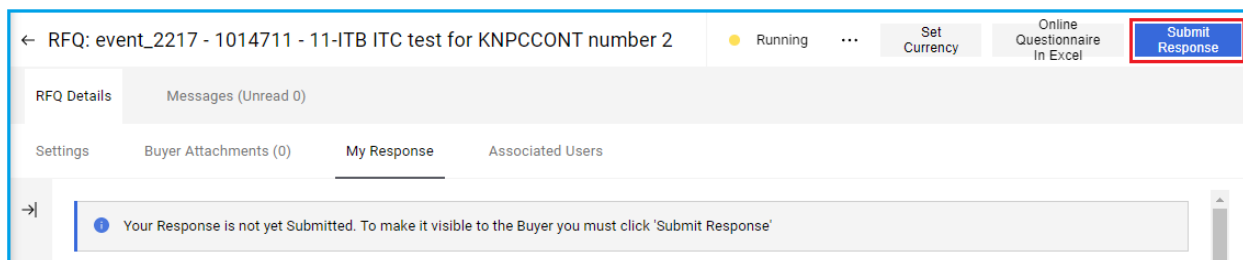 ← RFQ: event_2217 - 1014711 - 11-ITB ITC test for KNPCCONT number 2
Running
...
Set
Currency
Online
Questionnaire
In Excel
Submit
Response
RFQ Details
Messages (Unread 0)
Settings
Buyer Attachments (0)
My Response
Associated Users
Your Response is not yet Submitted. To make it visible to the Buyer you must click 'Submit Response'